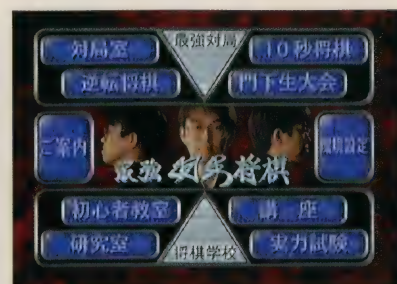 対局室
最強対局
10秒将棋
逆転将棋
門下生大会
ご案内
最強羽生将棋
環境設定
初心者教室
講 座
研究室
将棋学校
実力試験